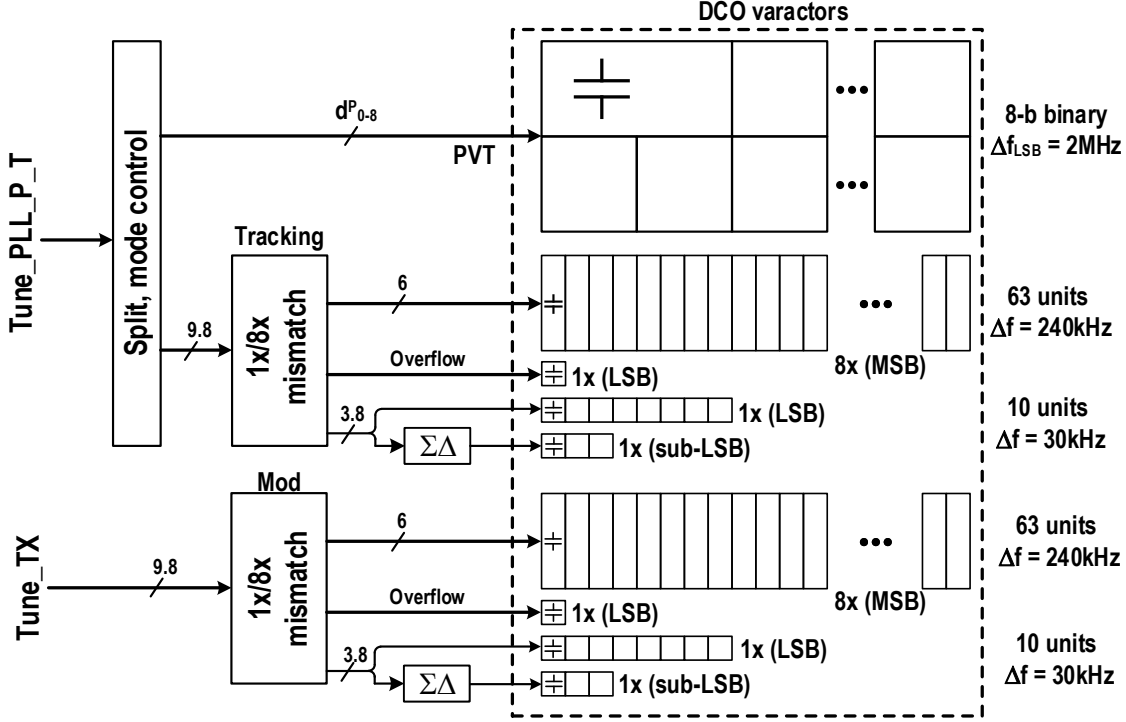 DCO varactors
Tune_PLL_P_T
Split, mode control
dP0-8
PVT
8-b binary
ΔfLSB = 2MHz
Tracking
9.8
1x/8x
mismatch
6
Overflow
3.8
ΣΔ
8x (MSB)
1x (LSB)
1x (LSB)
1x (sub-LSB)
63 units
Δf = 240kHz
10 units
Δf = 30kHz
Tune_TX
9.8
Mod
1x/8x
mismatch
6
Overflow
3.8
ΣΔ
8x (MSB)
1x (LSB)
1x (LSB)
1x (sub-LSB)
63 units
Δf = 240kHz
10 units
Δf = 30kHz